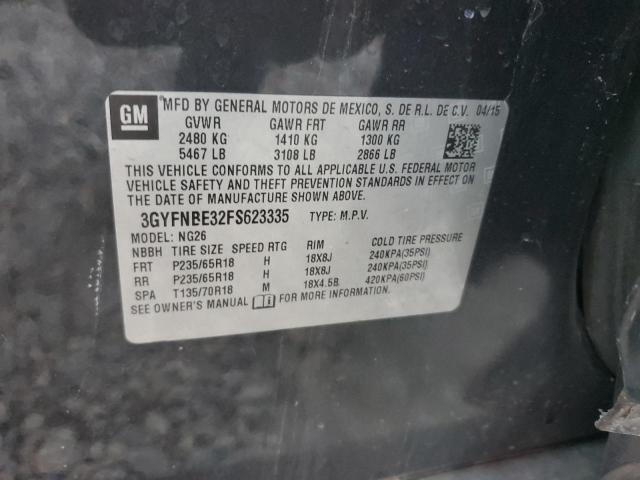 GM
MFD BY GENERAL MOTORS DE MEXICO, S. DE R.L. DE C.V. 04/15
GVWR GAWR FRT GAWR RR
2480 KG 1410 KG 1300 KG
5467 LB 3108 LB 2866 LB
THIS VEHICLE CONFORMS TO ALL APPLICABLE U.S. FEDERAL MOTOR
VEHICLE SAFETY AND THEFT PREVENTION STANDARDS IN EFFECT ON
THE DATE OF MANUFACTURE SHOWN ABOVE.
3GYFNBE32FS623335 TYPE: M.P.V.
MODEL: NG26
NBBH TIRE SIZE SPEED RTG RIM COLD TIRE PRESSURE
FRT P235/65R18 H 18X8J 240KPA(35PSI)
RR P235/65R18 H 18X8J 240KPA(35PSI)
SPA T135/70R18 M 18X4.5B 420KPA(60PSI)
SEE OWNER'S MANUAL FOR MORE INFORMATION.